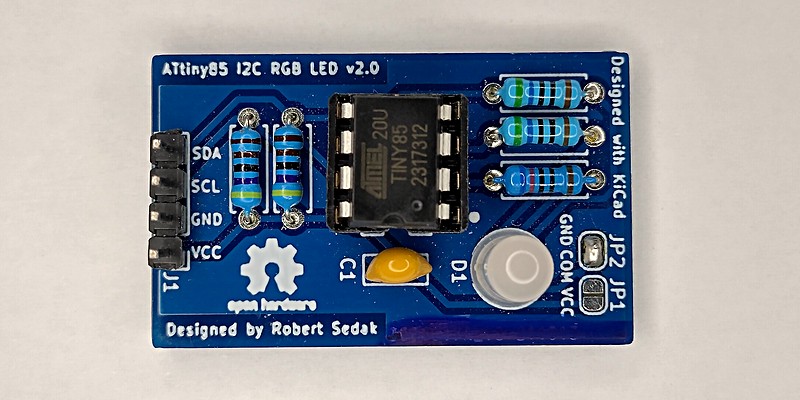 ATtiny85 I2C RGB LED v2.0
Designed with KiCad
SDA
SCL
GND
VCC
J1
ATMEL 20U
TINY85
2317312
C1
D1
GND COM VCC
JP2 JP1
open hardware
Designed by Robert Sedak